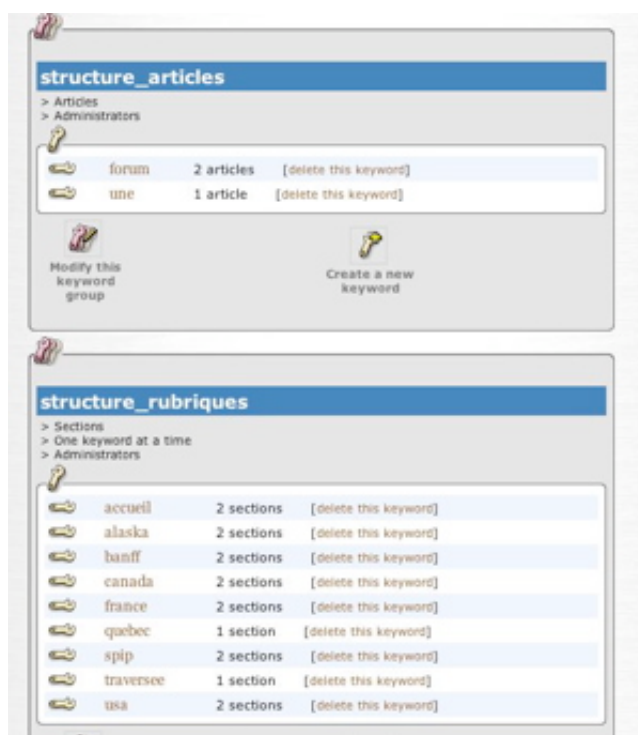 structure_articles
> Articles
> Administrators
forum 2 articles [delete this keyword]
une 1 article [delete this keyword]
Modify this
keyword
group
Create a new
keyword
structure_rubriques
> Sections
> One keyword at a time
> Administrators
accueil 2 sections [delete this keyword]
alaska 2 sections [delete this keyword]
banff 2 sections [delete this keyword]
canada 2 sections [delete this keyword]
france 2 sections [delete this keyword]
quebec 1 section [delete this keyword]
spip 2 sections [delete this keyword]
traversee 1 section [delete this keyword]
usa 2 sections [delete this keyword]